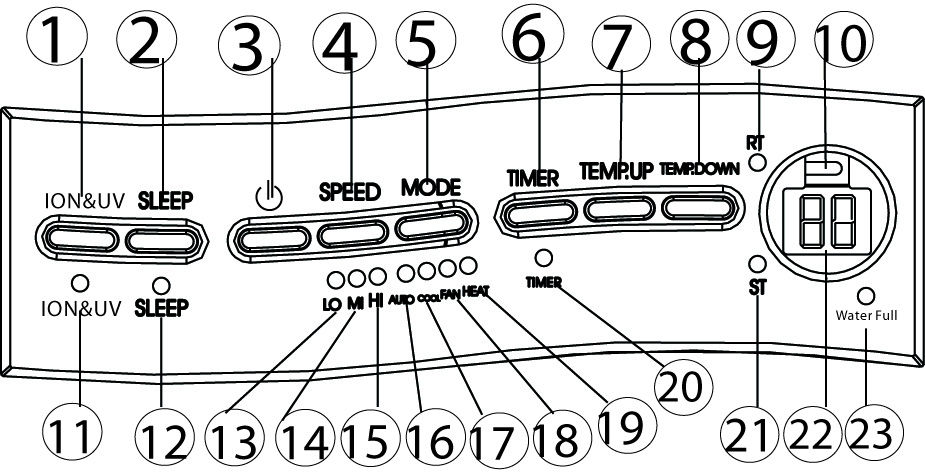 1 2 3 4 5 6 7 8 9 10
RT
ION&UV SLEEP SPEED MODE TIMER TEMP.UP TEMP.DOWN
88
ION&UV SLEEP LO MI HI AUTO COOL FAN HEAT TIMER ST
Water Full
11 12 13 14 15 16 17 18 19 20 21 22 23